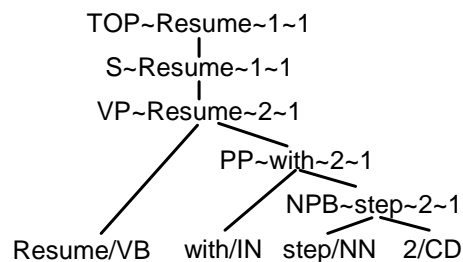 TOP~Resume~1~1
S~Resume~1~1
VP~Resume~2~1
PP~with~2~1
NPB~step~2~1
Resume/VB with/IN step/NN 2/CD